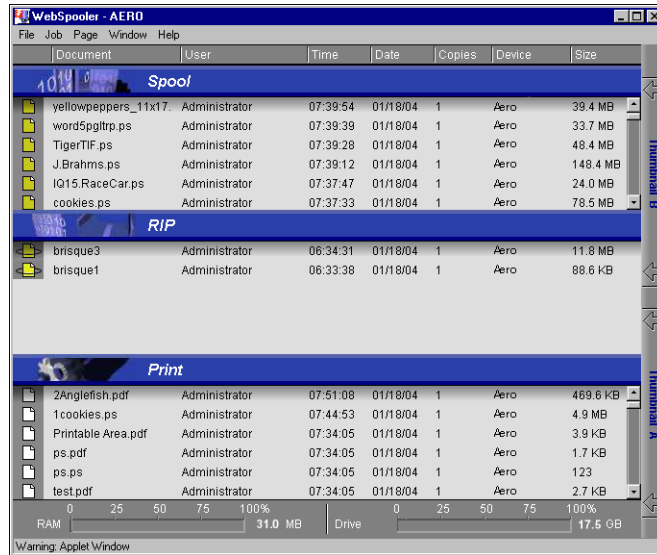 WebSpooler - AERO
File Job Page Window Help
Document User Time Date Copies Device Size
Spool
yellowpeppers_11x17. Administrator 07:39:54 01/18/04 1 Aero 39.4 MB
word5pgltrp.ps Administrator 07:39:39 01/18/04 1 Aero 33.7 MB
TigerTIF.ps Administrator 07:39:28 01/18/04 1 Aero 48.4 MB
J.Brahms.ps Administrator 07:39:12 01/18/04 1 Aero 148.4 MB
IQ15.RaceCar.ps Administrator 07:37:47 01/18/04 1 Aero 24.0 MB
cookies.ps Administrator 07:37:33 01/18/04 1 Aero 78.5 MB
Thumbnail B
RIP
brisque3 Administrator 06:34:31 01/18/04 1 Aero 11.8 MB
brisque1 Administrator 06:33:38 01/18/04 1 Aero 88.6 KB
Print
2Anglefish.pdf Administrator 07:51:08 01/18/04 1 Aero 469.6 KB
1cookies.ps Administrator 07:44:53 01/18/04 1 Aero 4.9 MB
Printable Area.pdf Administrator 07:34:05 01/18/04 1 Aero 3.9 KB
ps.pdf Administrator 07:34:05 01/18/04 1 Aero 1.7 KB
ps.ps Administrator 07:34:05 01/18/04 1 Aero 123
test.pdf Administrator 07:34:05 01/18/04 1 Aero 2.7 KB
Thumbnail A
0 25 50 75 100% 0 25 50 75 100%
RAM 31.0 MB Drive 17.5 GB
Warning: Applet Window